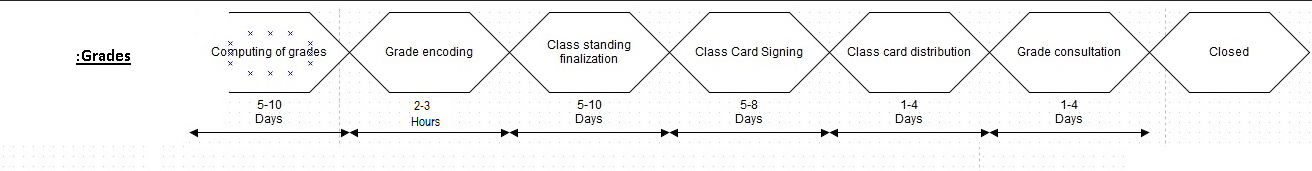 :Grades
Computing of grades
Grade encoding
Class standing
finalization
Class Card Signing
Class card distribution
Grade consultation
Closed
5-10
Days
2-3
Hours
5-10
Days
5-8
Days
1-4
Days
1-4
Days